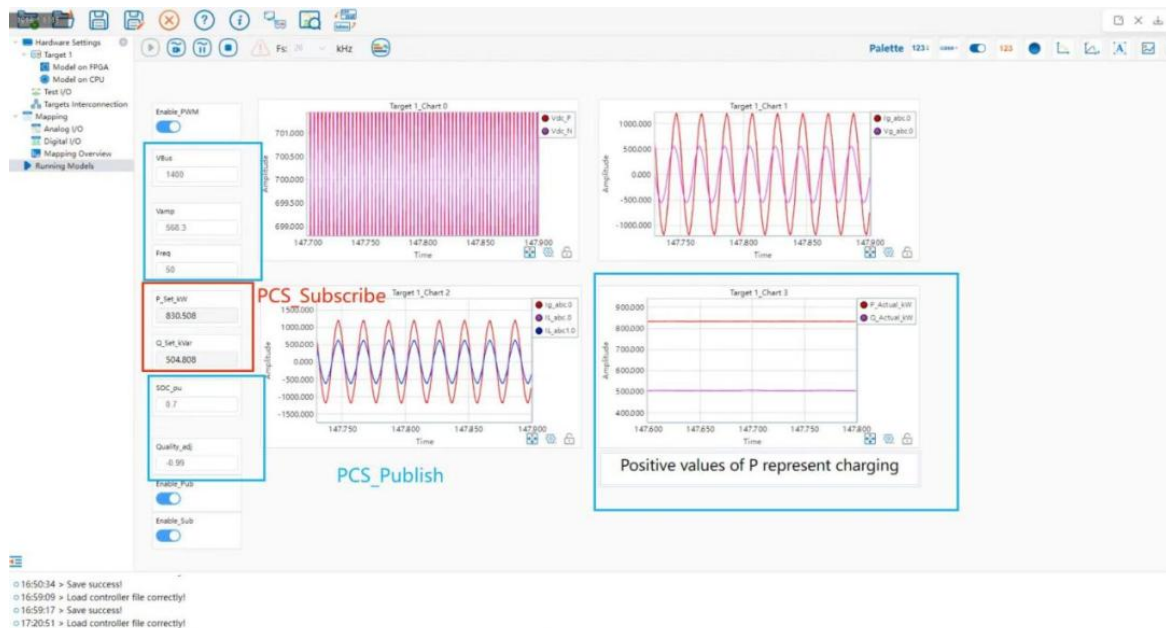 Fs: 20 kHz
Palette 123
123
Hardware Settings
Target 1
Model on FPGA
Model on CPU
Test I/O
Targets Interconnection
Mapping
Analog I/O
Digital I/O
Mapping Overview
Running Models
Enable_PWM
VBus
1400
Vamp
568.3
Freq
50
P_Set_kW
830.508
Q_Set_kVar
504.808
SOC_pu
0.7
Quality_adj
-0.99
Enable_Pub
Enable_Sub
Target 1_Chart 0
Vdc_P
Vdc_N
701.000
700.500
700.000
699.500
699.000
Amplitude
147.700 147.750 147.800 147.850 147.900
Time
Target 1_Chart 1
Ig_abc.0
Vg_abc.0
1000.000
500.000
0.000
-500.000
-1000.000
Amplitude
147.750 147.800 147.850 147.900
Time
PCS_Subscribe
Target 1_Chart 2
Ig_abc.0
IL_abc.0
IL_abc1.0
1500.000
1000.000
500.000
0.000
-500.000
-1000.000
-1500.000
Amplitude
147.750 147.800 147.850 147.900
Time
PCS_Publish
Target 1_Chart 3
P_Actual_kW
Q_Actual_kW
900.000
800.000
700.000
600.000
500.000
400.000
Amplitude
147.600 147.650 147.700 147.750 147.800
Time
Positive values of P represent charging
16:50:34 > Save success!
16:59:09 > Load controller file correctly!
16:59:17 > Save success!
17:20:51 > Load controller file correctly!